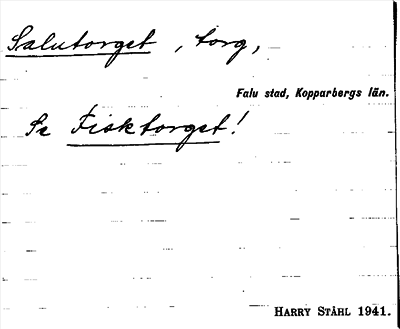 Salutorget, torg,
Falu stad, Kopparbergs län.
Se Fisktorget!
HARRY STÅHL 1941.